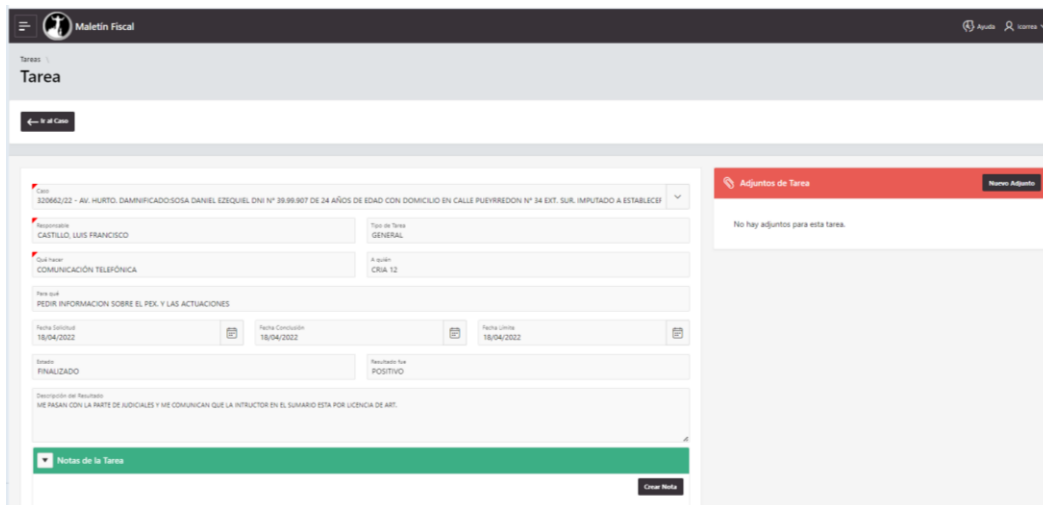 Maletín Fiscal
Ayuda
lcorrea
Tareas \
Tarea
← Ir al Caso
Caso
320662/22 - AV. HURTO. DAMNIFICADO:SOSA DANIEL EZEQUIEL DNI Nº 39.99.907 DE 24 AÑOS DE EDAD CON DOMICILIO EN CALLE PUEYRREDON Nº 34 EXT. SUR. IMPUTADO A ESTABLECER
Responsable
CASTILLO, LUIS FRANCISCO
Tipo de Tarea
GENERAL
Qué hacer
COMUNICACIÓN TELEFÓNICA
A quién
CRIA 12
Para qué
PEDIR INFORMACION SOBRE EL PEX. Y LAS ACTUACIONES
Fecha Solicitud
18/04/2022
Fecha Conclusión
18/04/2022
Fecha Límite
18/04/2022
Estado
FINALIZADO
Resultado fue
POSITIVO
Descripción del Resultado
ME PASAN CON LA PARTE DE JUDICIALES Y ME COMUNICAN QUE LA INTRUCTOR EN EL SUMARIO ESTA POR LICENCIA DE ART.
Notas de la Tarea
Crear Nota
Adjuntos de Tarea
Nuevo Adjunto
No hay adjuntos para esta tarea.